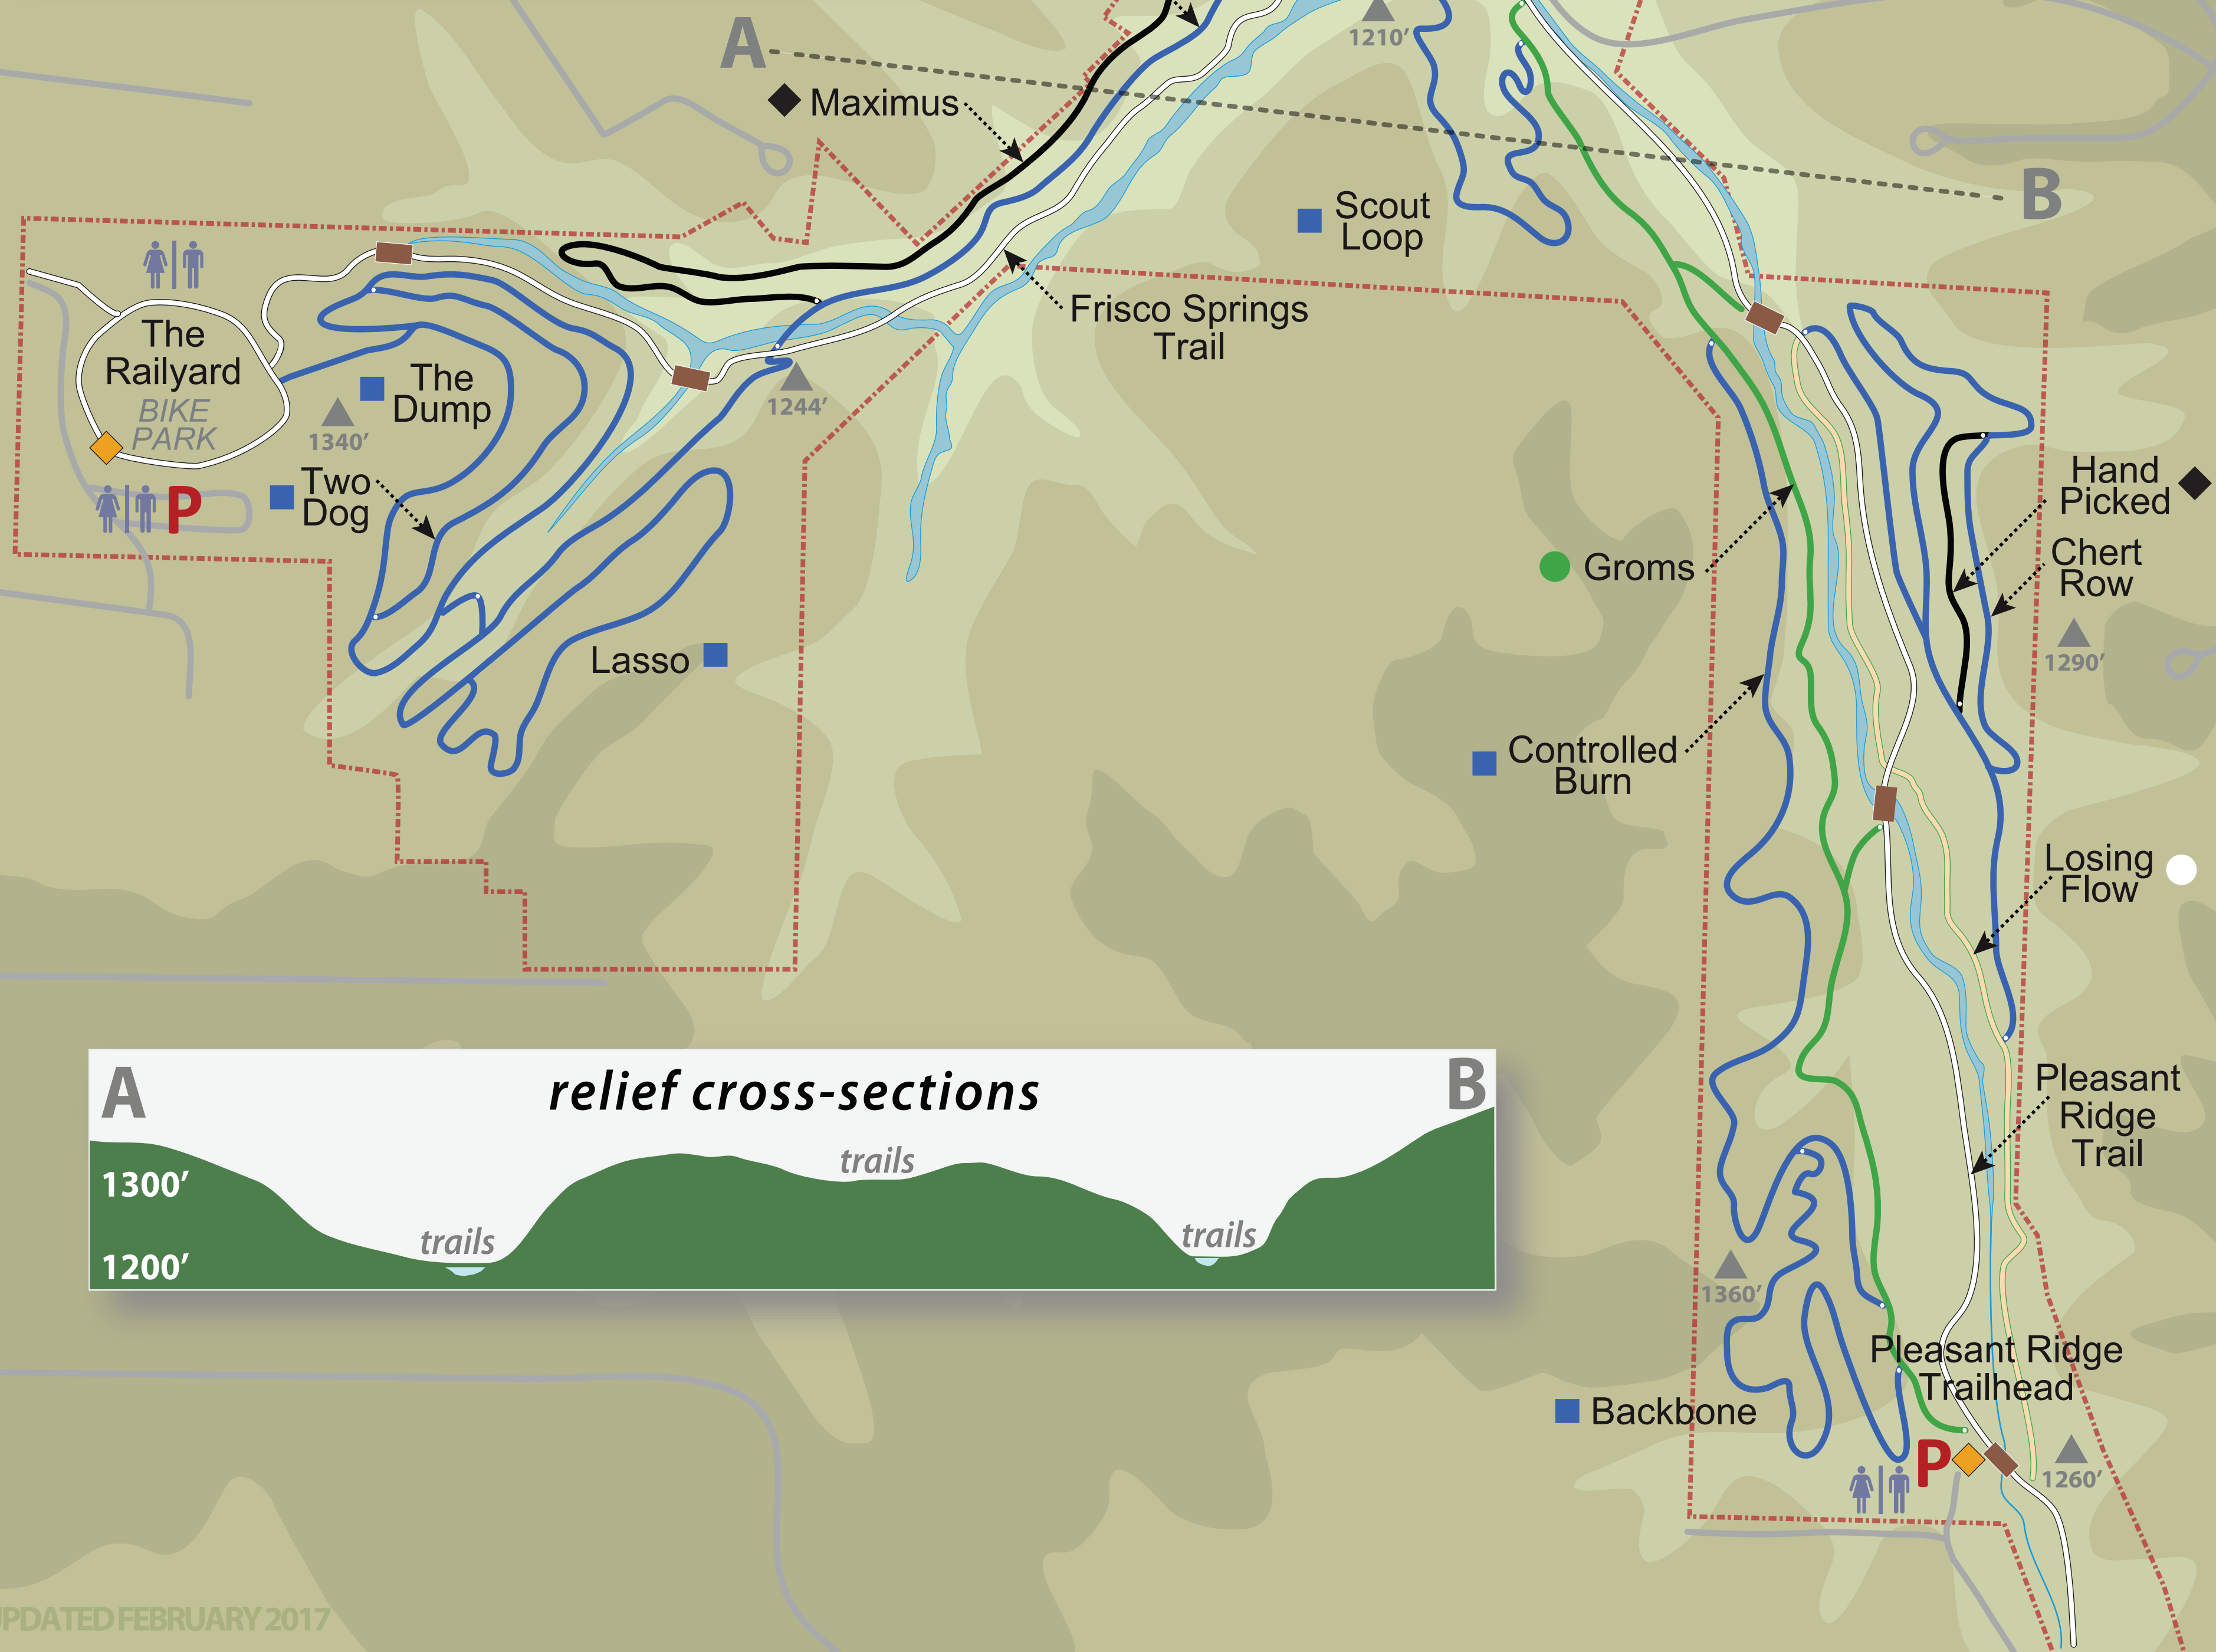 A
1210′
Maximus
B
Scout
Loop
Frisco Springs
Trail
The
Railyard
BIKE
PARK
The
Dump
1340′
1244′
Two
Dog
P
Hand
Picked
Chert
Row
Groms
1290′
Lasso
Controlled
Burn
Losing
Flow
A
relief cross-sections
B
1300′
trails
trails
trails
1200′
Pleasant
Ridge
Trail
1360′
Pleasant Ridge
Trailhead
Backbone
P
1260′
UPDATED FEBRUARY 2017